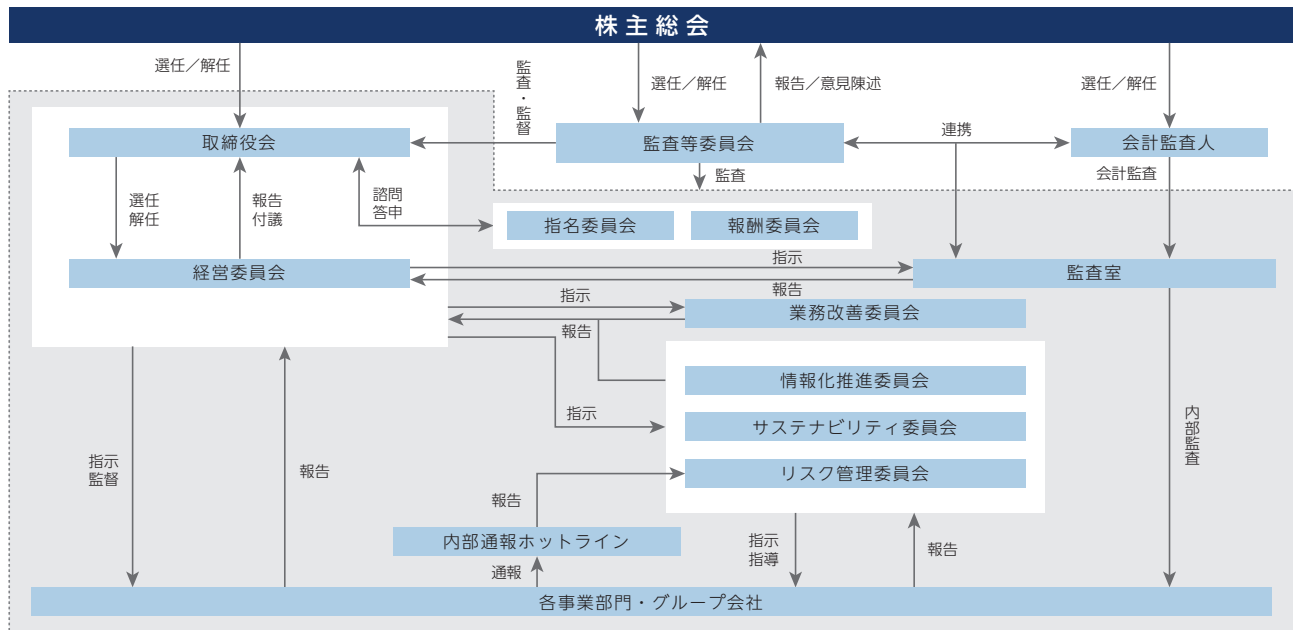 株主総会
選任／解任
監査・監督
選任／解任
報告／意見陳述
選任／解任
取締役会
監査等委員会
連携
会計監査人
監査
会計監査
選任
解任
報告
付議
諮問
答申
指名委員会
報酬委員会
経営委員会
指示
監査室
報告
指示
業務改善委員会
報告
情報化推進委員会
指示
サステナビリティ委員会
内部監査
指示
監督
報告
リスク管理委員会
報告
内部通報ホットライン
指示
指導
報告
通報
各事業部門・グループ会社